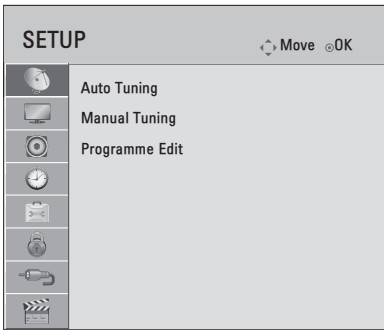 SETUP
Move OK
Auto Tuning
Manual Tuning
Programme Edit